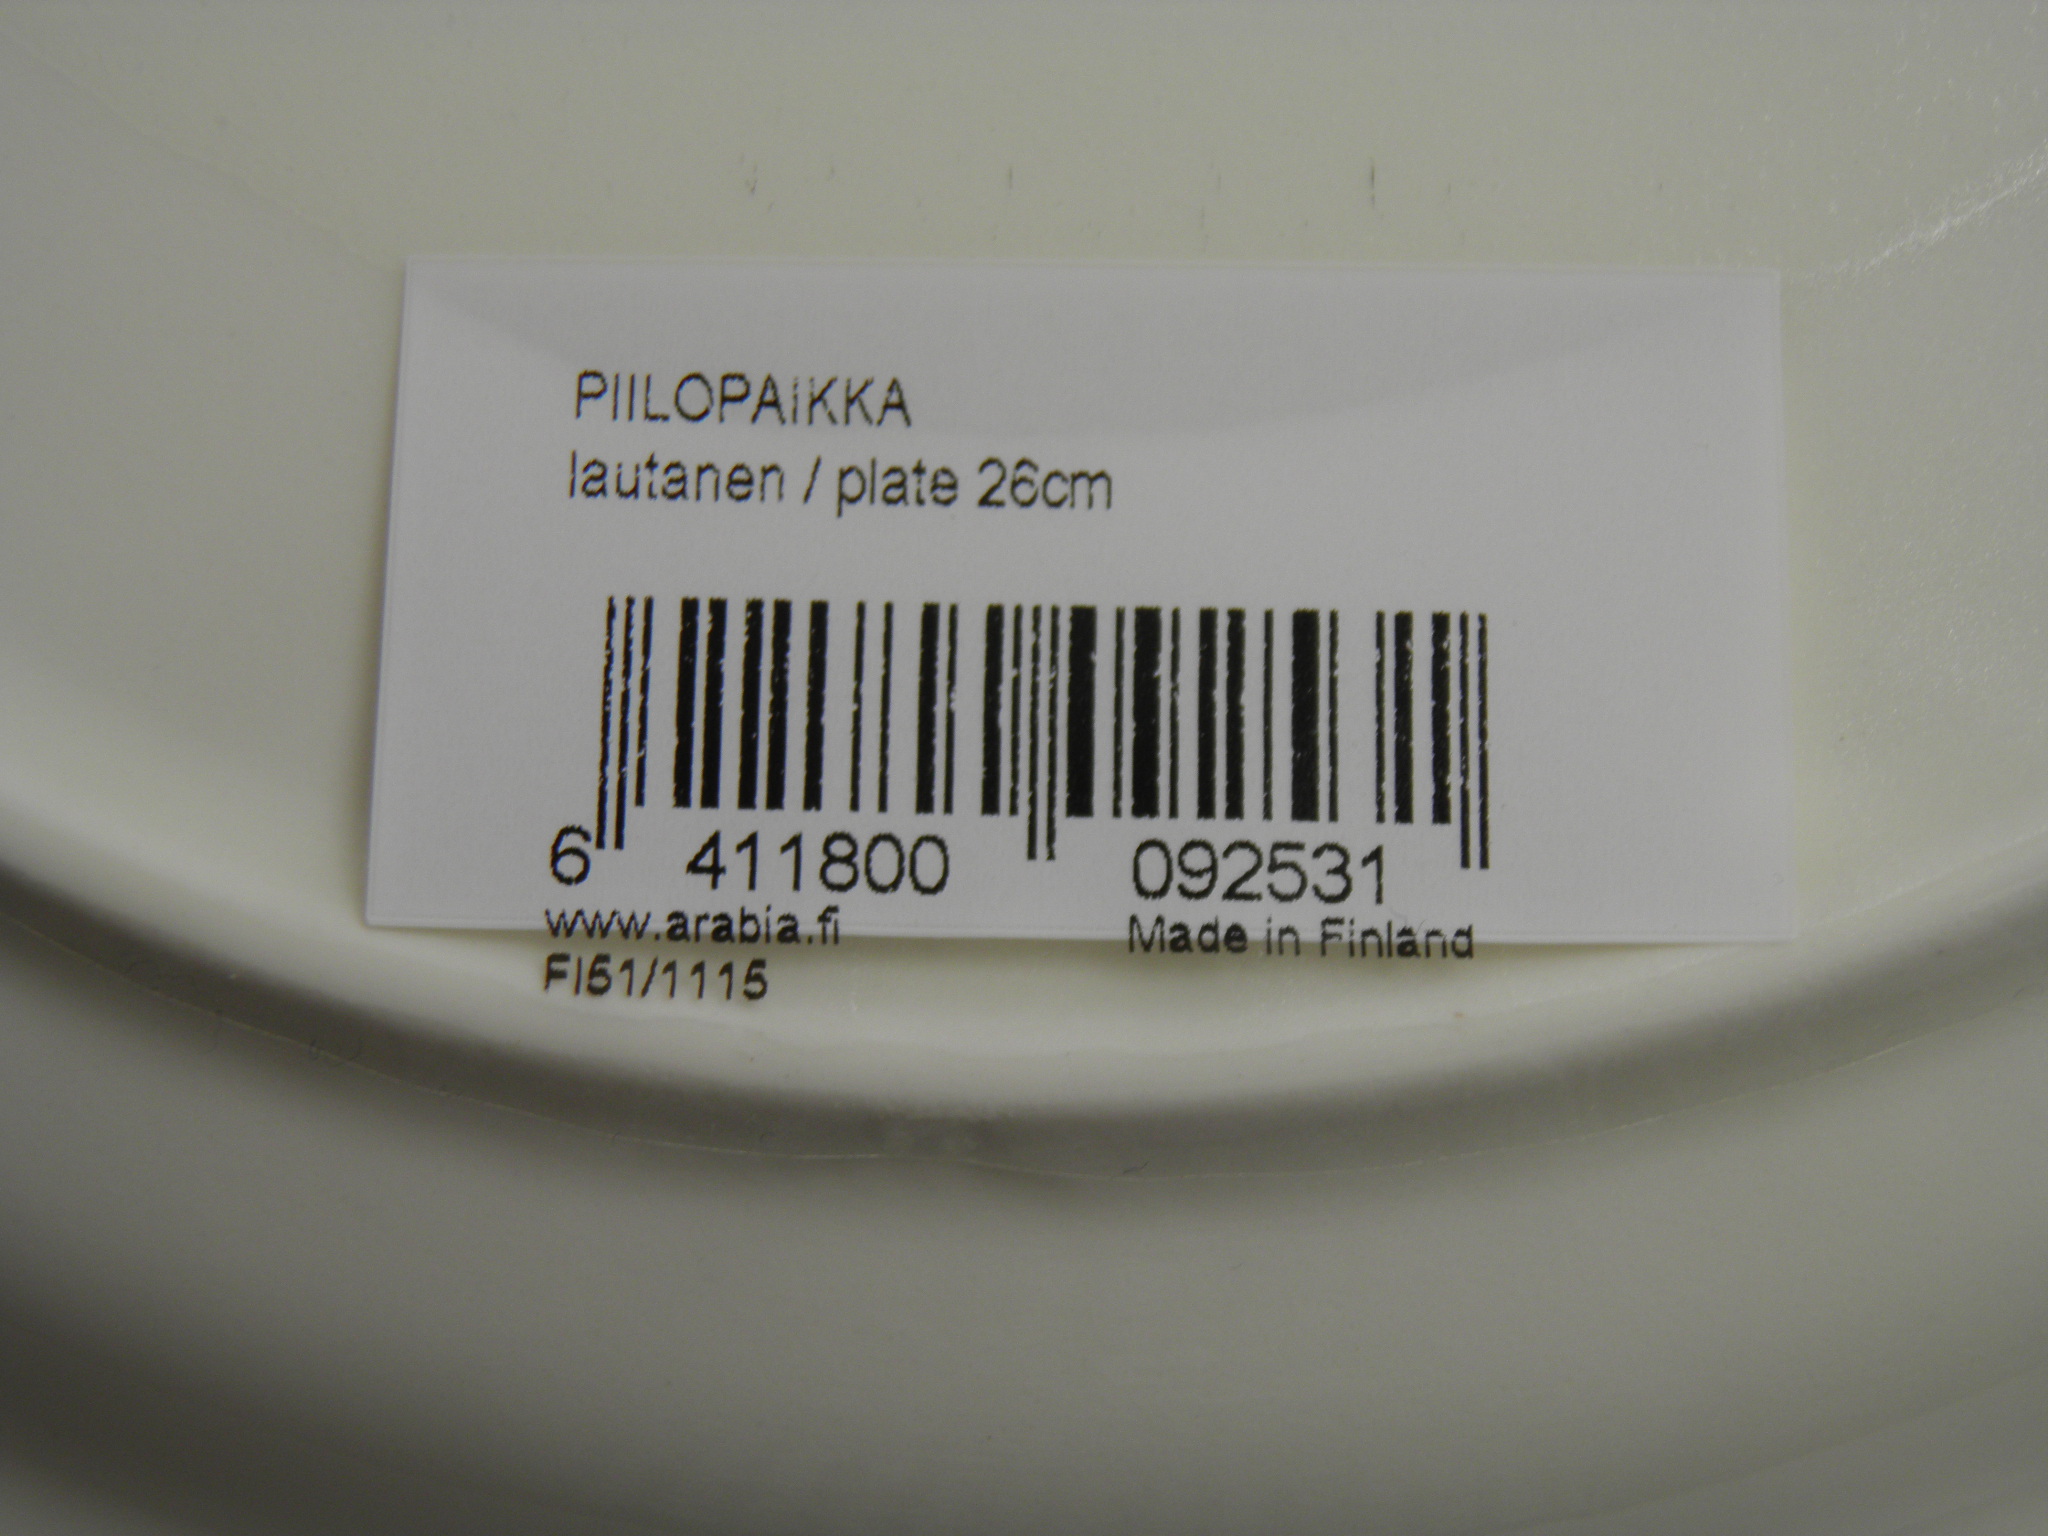 PIILOPAIKKA
lautanen / plate 26cm
6 411800 092531
www.arabia.fi Made in Finland
FI51/1115